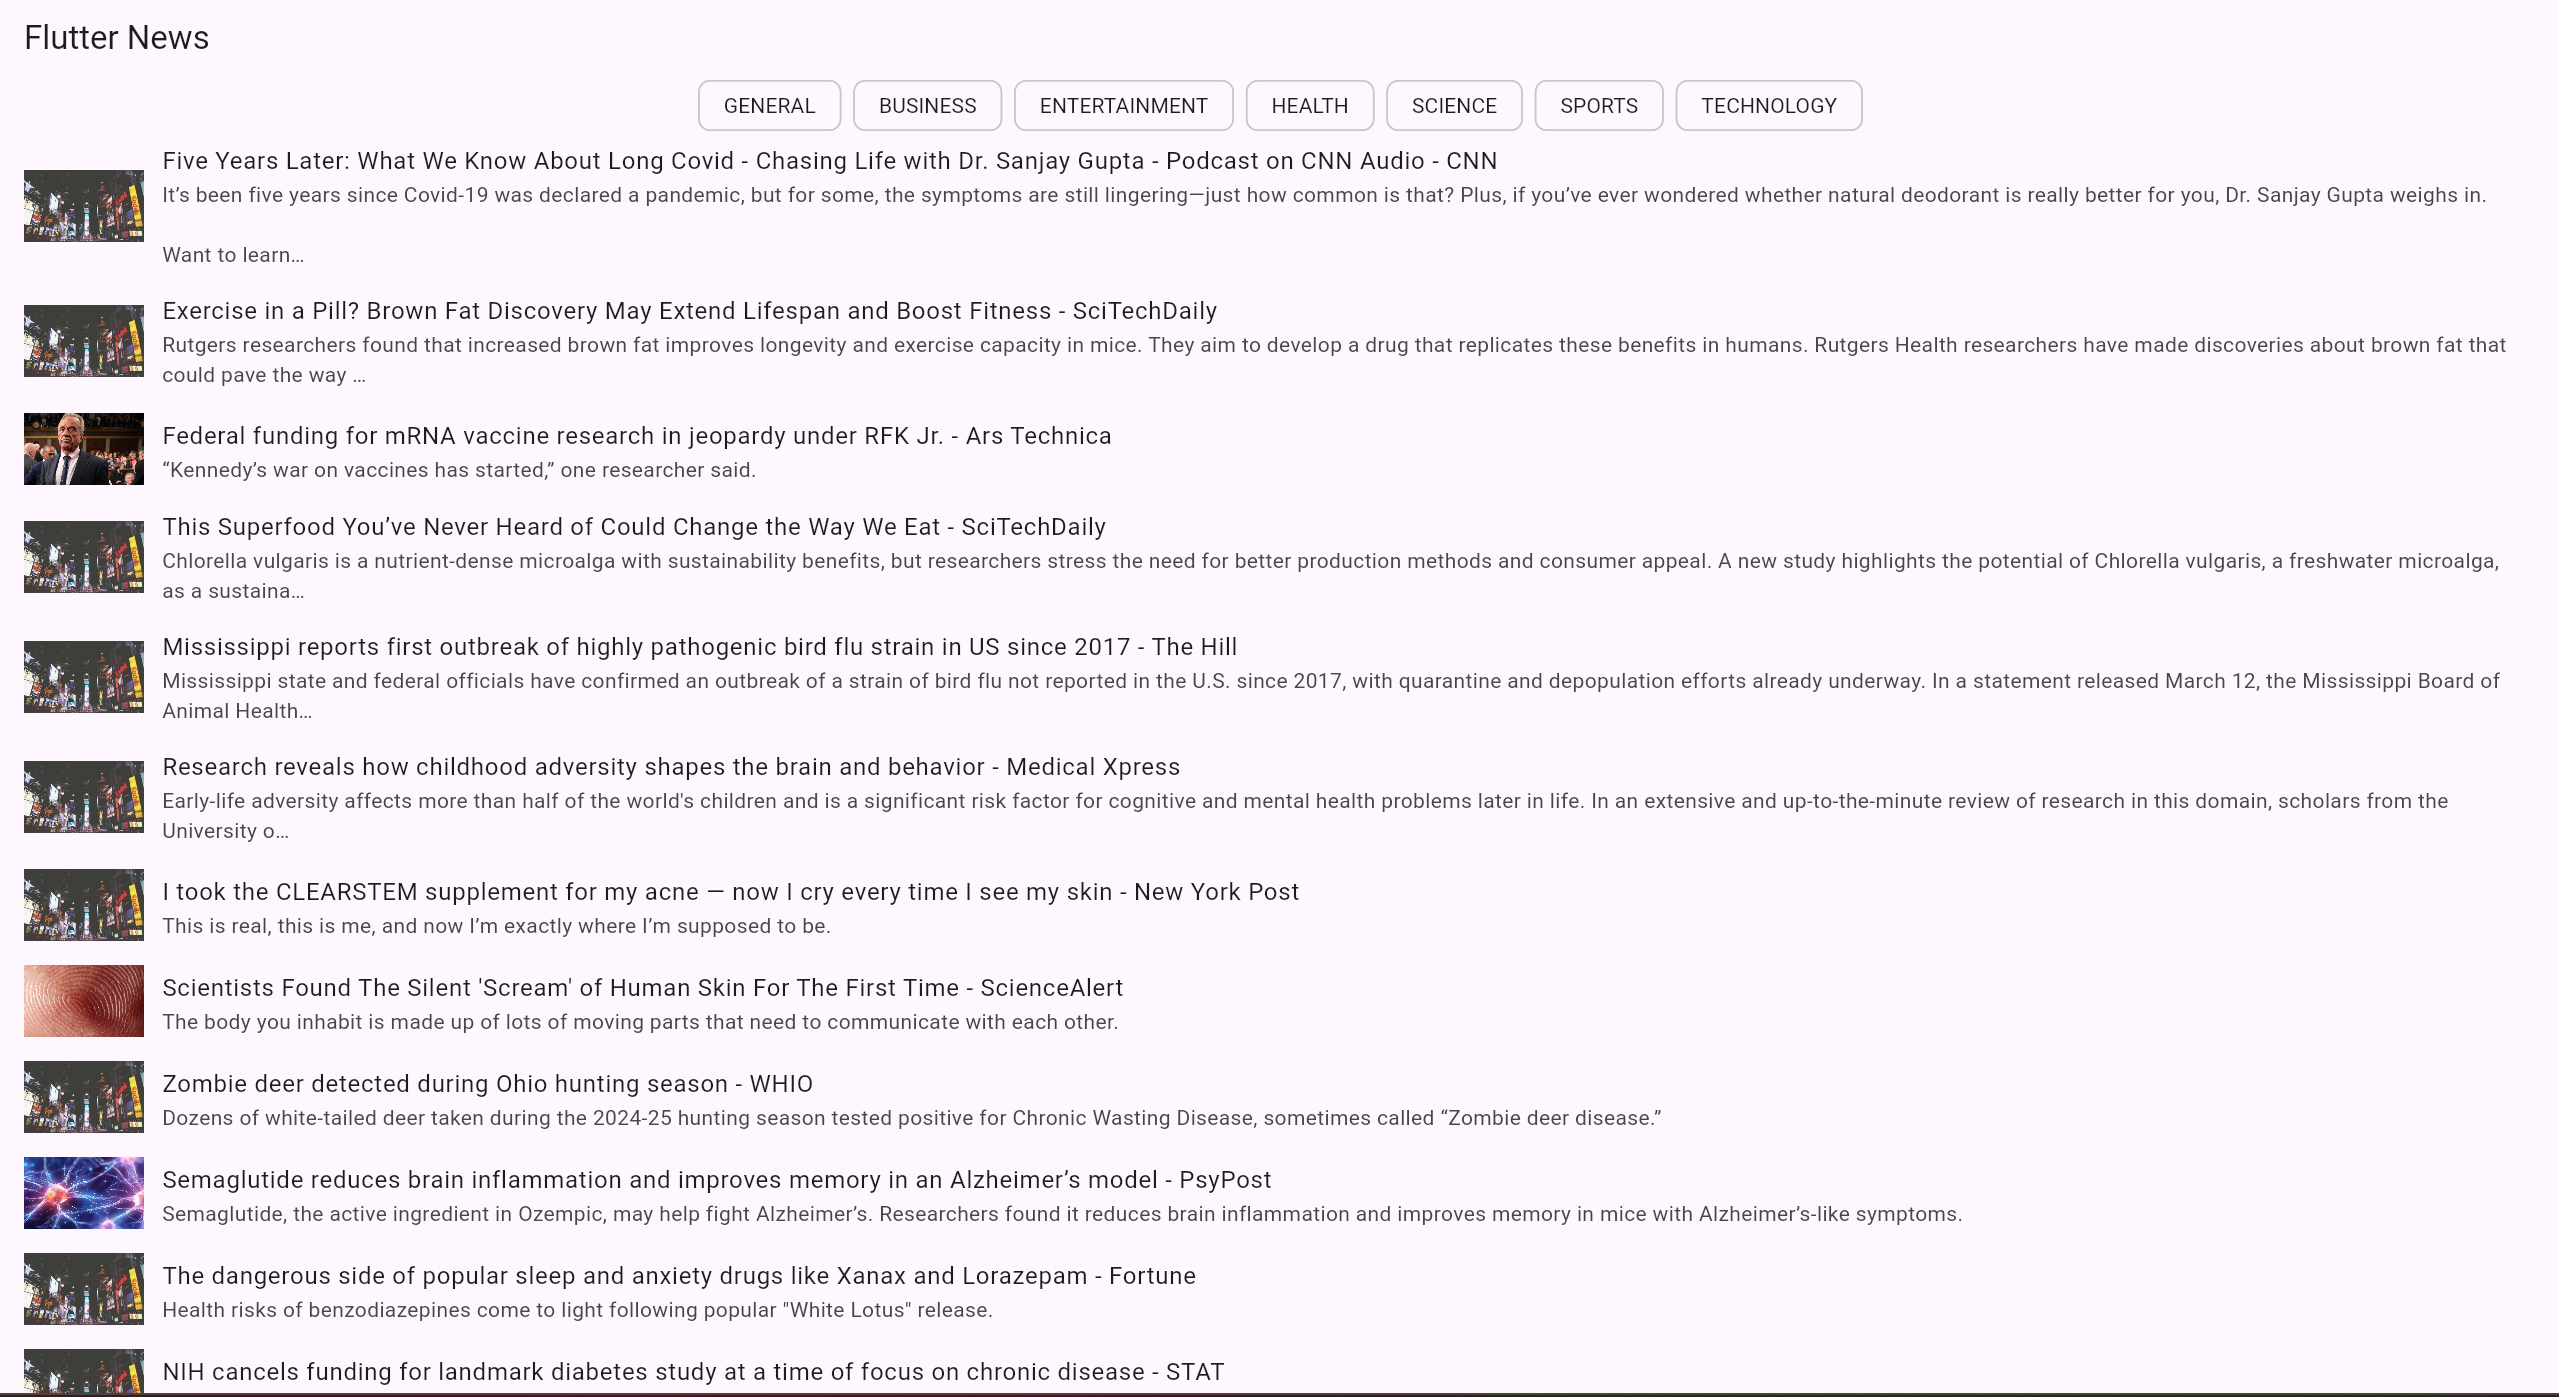 Flutter News
GENERAL
BUSINESS
ENTERTAINMENT
HEALTH
SCIENCE
SPORTS
TECHNOLOGY
Five Years Later: What We Know About Long Covid - Chasing Life with Dr. Sanjay Gupta - Podcast on CNN Audio - CNN
It’s been five years since Covid-19 was declared a pandemic, but for some, the symptoms are still lingering—just how common is that? Plus, if you’ve ever wondered whether natural deodorant is really better for you, Dr. Sanjay Gupta weighs in.
Want to learn…
Exercise in a Pill? Brown Fat Discovery May Extend Lifespan and Boost Fitness - SciTechDaily
Rutgers researchers found that increased brown fat improves longevity and exercise capacity in mice. They aim to develop a drug that replicates these benefits in humans. Rutgers Health researchers have made discoveries about brown fat that
could pave the way …
Federal funding for mRNA vaccine research in jeopardy under RFK Jr. - Ars Technica
“Kennedy’s war on vaccines has started,” one researcher said.
This Superfood You’ve Never Heard of Could Change the Way We Eat - SciTechDaily
Chlorella vulgaris is a nutrient-dense microalga with sustainability benefits, but researchers stress the need for better production methods and consumer appeal. A new study highlights the potential of Chlorella vulgaris, a freshwater microalga,
as a sustaina…
Mississippi reports first outbreak of highly pathogenic bird flu strain in US since 2017 - The Hill
Mississippi state and federal officials have confirmed an outbreak of a strain of bird flu not reported in the U.S. since 2017, with quarantine and depopulation efforts already underway. In a statement released March 12, the Mississippi Board of
Animal Health…
Research reveals how childhood adversity shapes the brain and behavior - Medical Xpress
Early-life adversity affects more than half of the world's children and is a significant risk factor for cognitive and mental health problems later in life. In an extensive and up-to-the-minute review of research in this domain, scholars from the
University o…
I took the CLEARSTEM supplement for my acne — now I cry every time I see my skin - New York Post
This is real, this is me, and now I’m exactly where I’m supposed to be.
Scientists Found The Silent 'Scream' of Human Skin For The First Time - ScienceAlert
The body you inhabit is made up of lots of moving parts that need to communicate with each other.
Zombie deer detected during Ohio hunting season - WHIO
Dozens of white-tailed deer taken during the 2024-25 hunting season tested positive for Chronic Wasting Disease, sometimes called “Zombie deer disease.”
Semaglutide reduces brain inflammation and improves memory in an Alzheimer’s model - PsyPost
Semaglutide, the active ingredient in Ozempic, may help fight Alzheimer’s. Researchers found it reduces brain inflammation and improves memory in mice with Alzheimer’s-like symptoms.
The dangerous side of popular sleep and anxiety drugs like Xanax and Lorazepam - Fortune
Health risks of benzodiazepines come to light following popular "White Lotus" release.
NIH cancels funding for landmark diabetes study at a time of focus on chronic disease - STAT